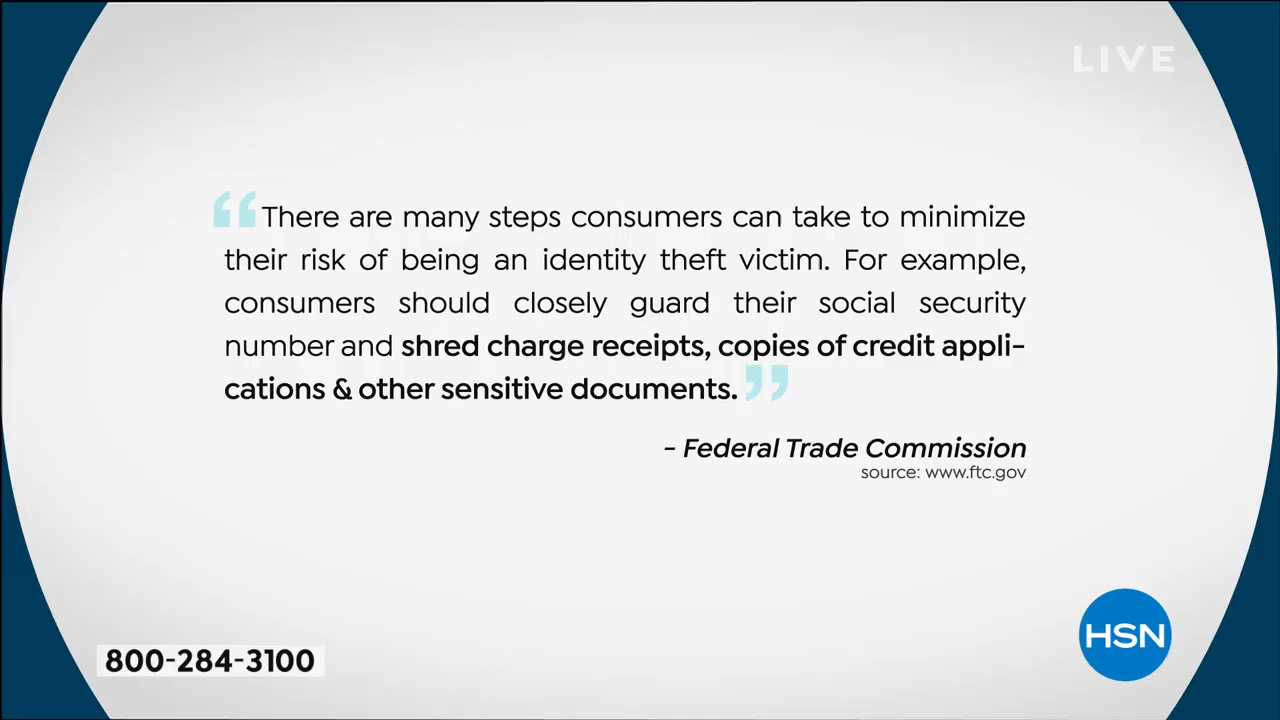 LIVE
“There are many steps consumers can take to minimize
their risk of being an identity theft victim. For example,
consumers should closely guard their social security
number and shred charge receipts, copies of credit appli-
cations & other sensitive documents.”
- Federal Trade Commission
source: www.ftc.gov
HSN
800-284-3100